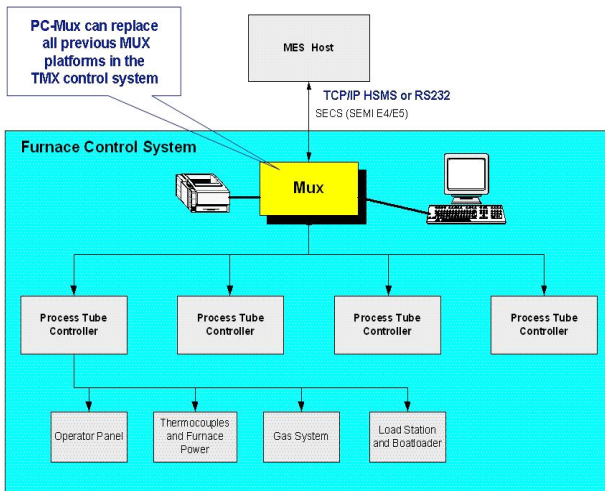 PC-Mux can replace
all previous MUX
platforms in the
TMX control system
MES Host
TCP/IP HSMS or RS232
SECS (SEMI E4/E5)
Furnace Control System
Mux
Process Tube
Controller
Process Tube
Controller
Process Tube
Controller
Process Tube
Controller
Operator Panel
Thermocouples
and Furnace
Power
Gas System
Load Station
and Boatloader